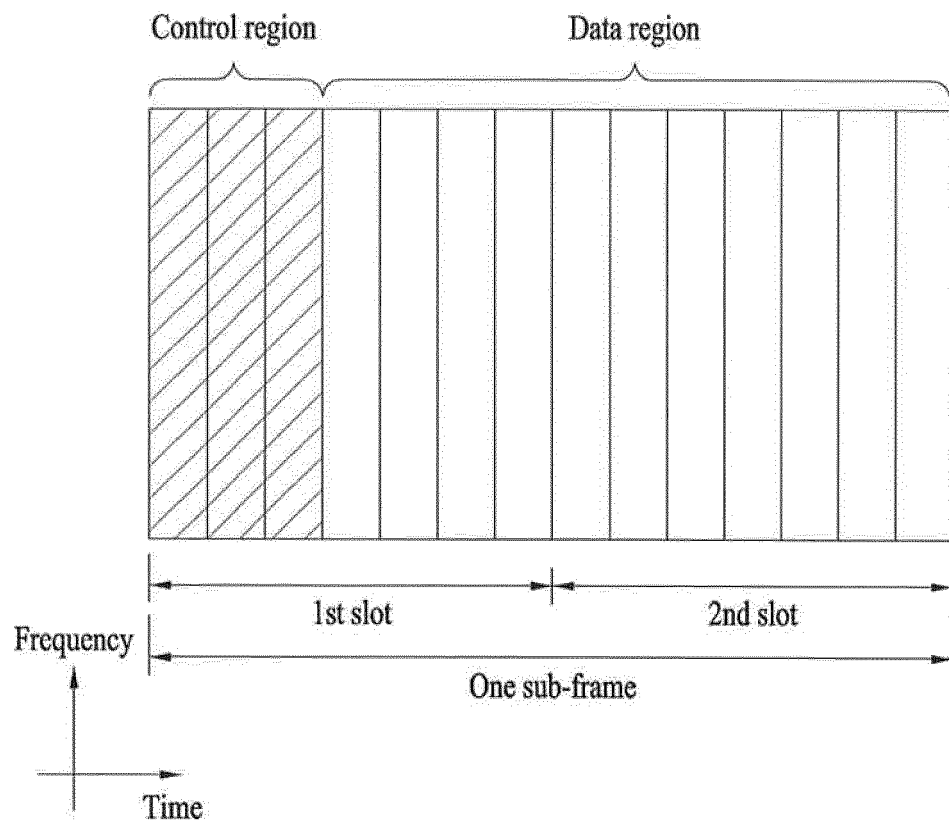 Control region
Data region
1st slot
2nd slot
Frequency
One sub-frame
Time